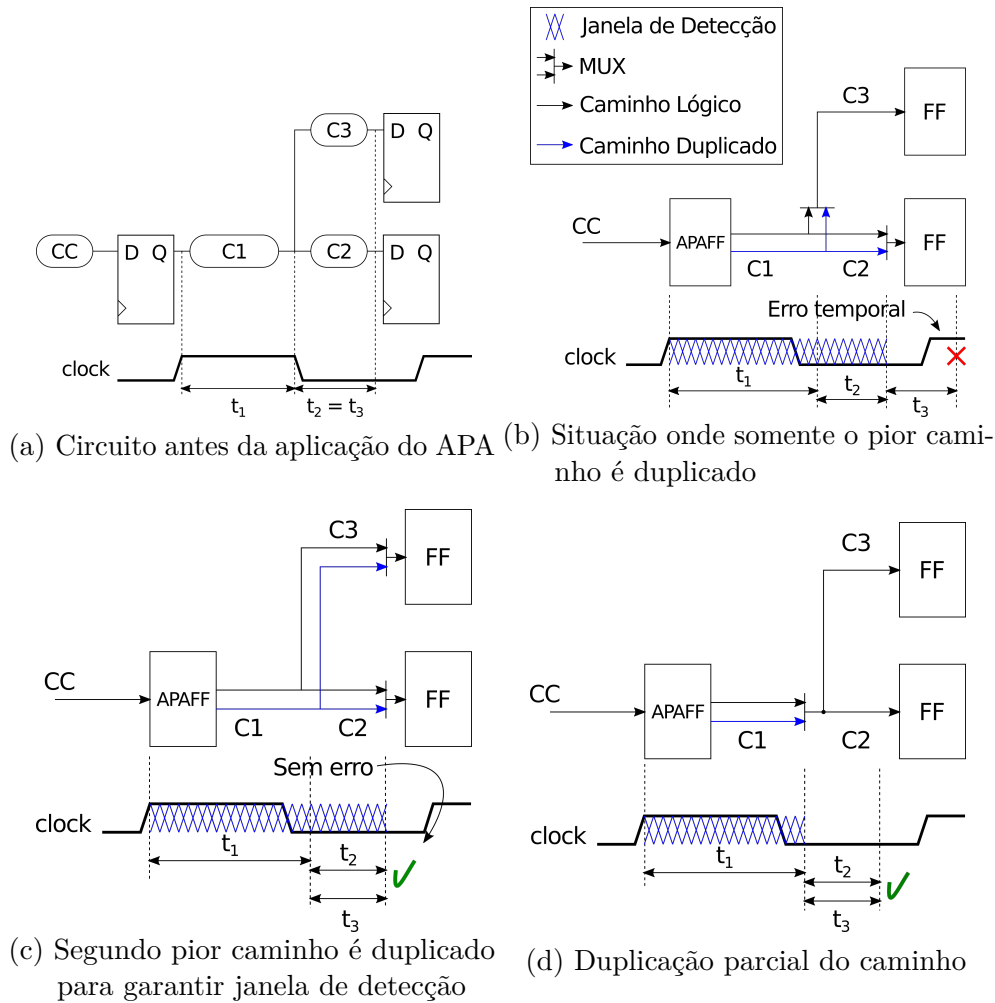 C3
D Q
CC
D Q
C1
C2
D Q
clock
t1
t2 = t3
(a) Circuito antes da aplicação do APA
Janela de Detecção
MUX
Caminho Lógico
Caminho Duplicado
C3
FF
CC
APAFF
FF
C1
C2
Erro temporal
clock
t1
t2
t3
(b) Situação onde somente o pior cami-
nho é duplicado
C3
FF
CC
APAFF
FF
C1
C2
Sem erro
clock
t1
t2
t3
(c) Segundo pior caminho é duplicado
para garantir janela de detecção
C3
FF
CC
APAFF
FF
C1
C2
clock
t1
t2
t3
(d) Duplicação parcial do caminho